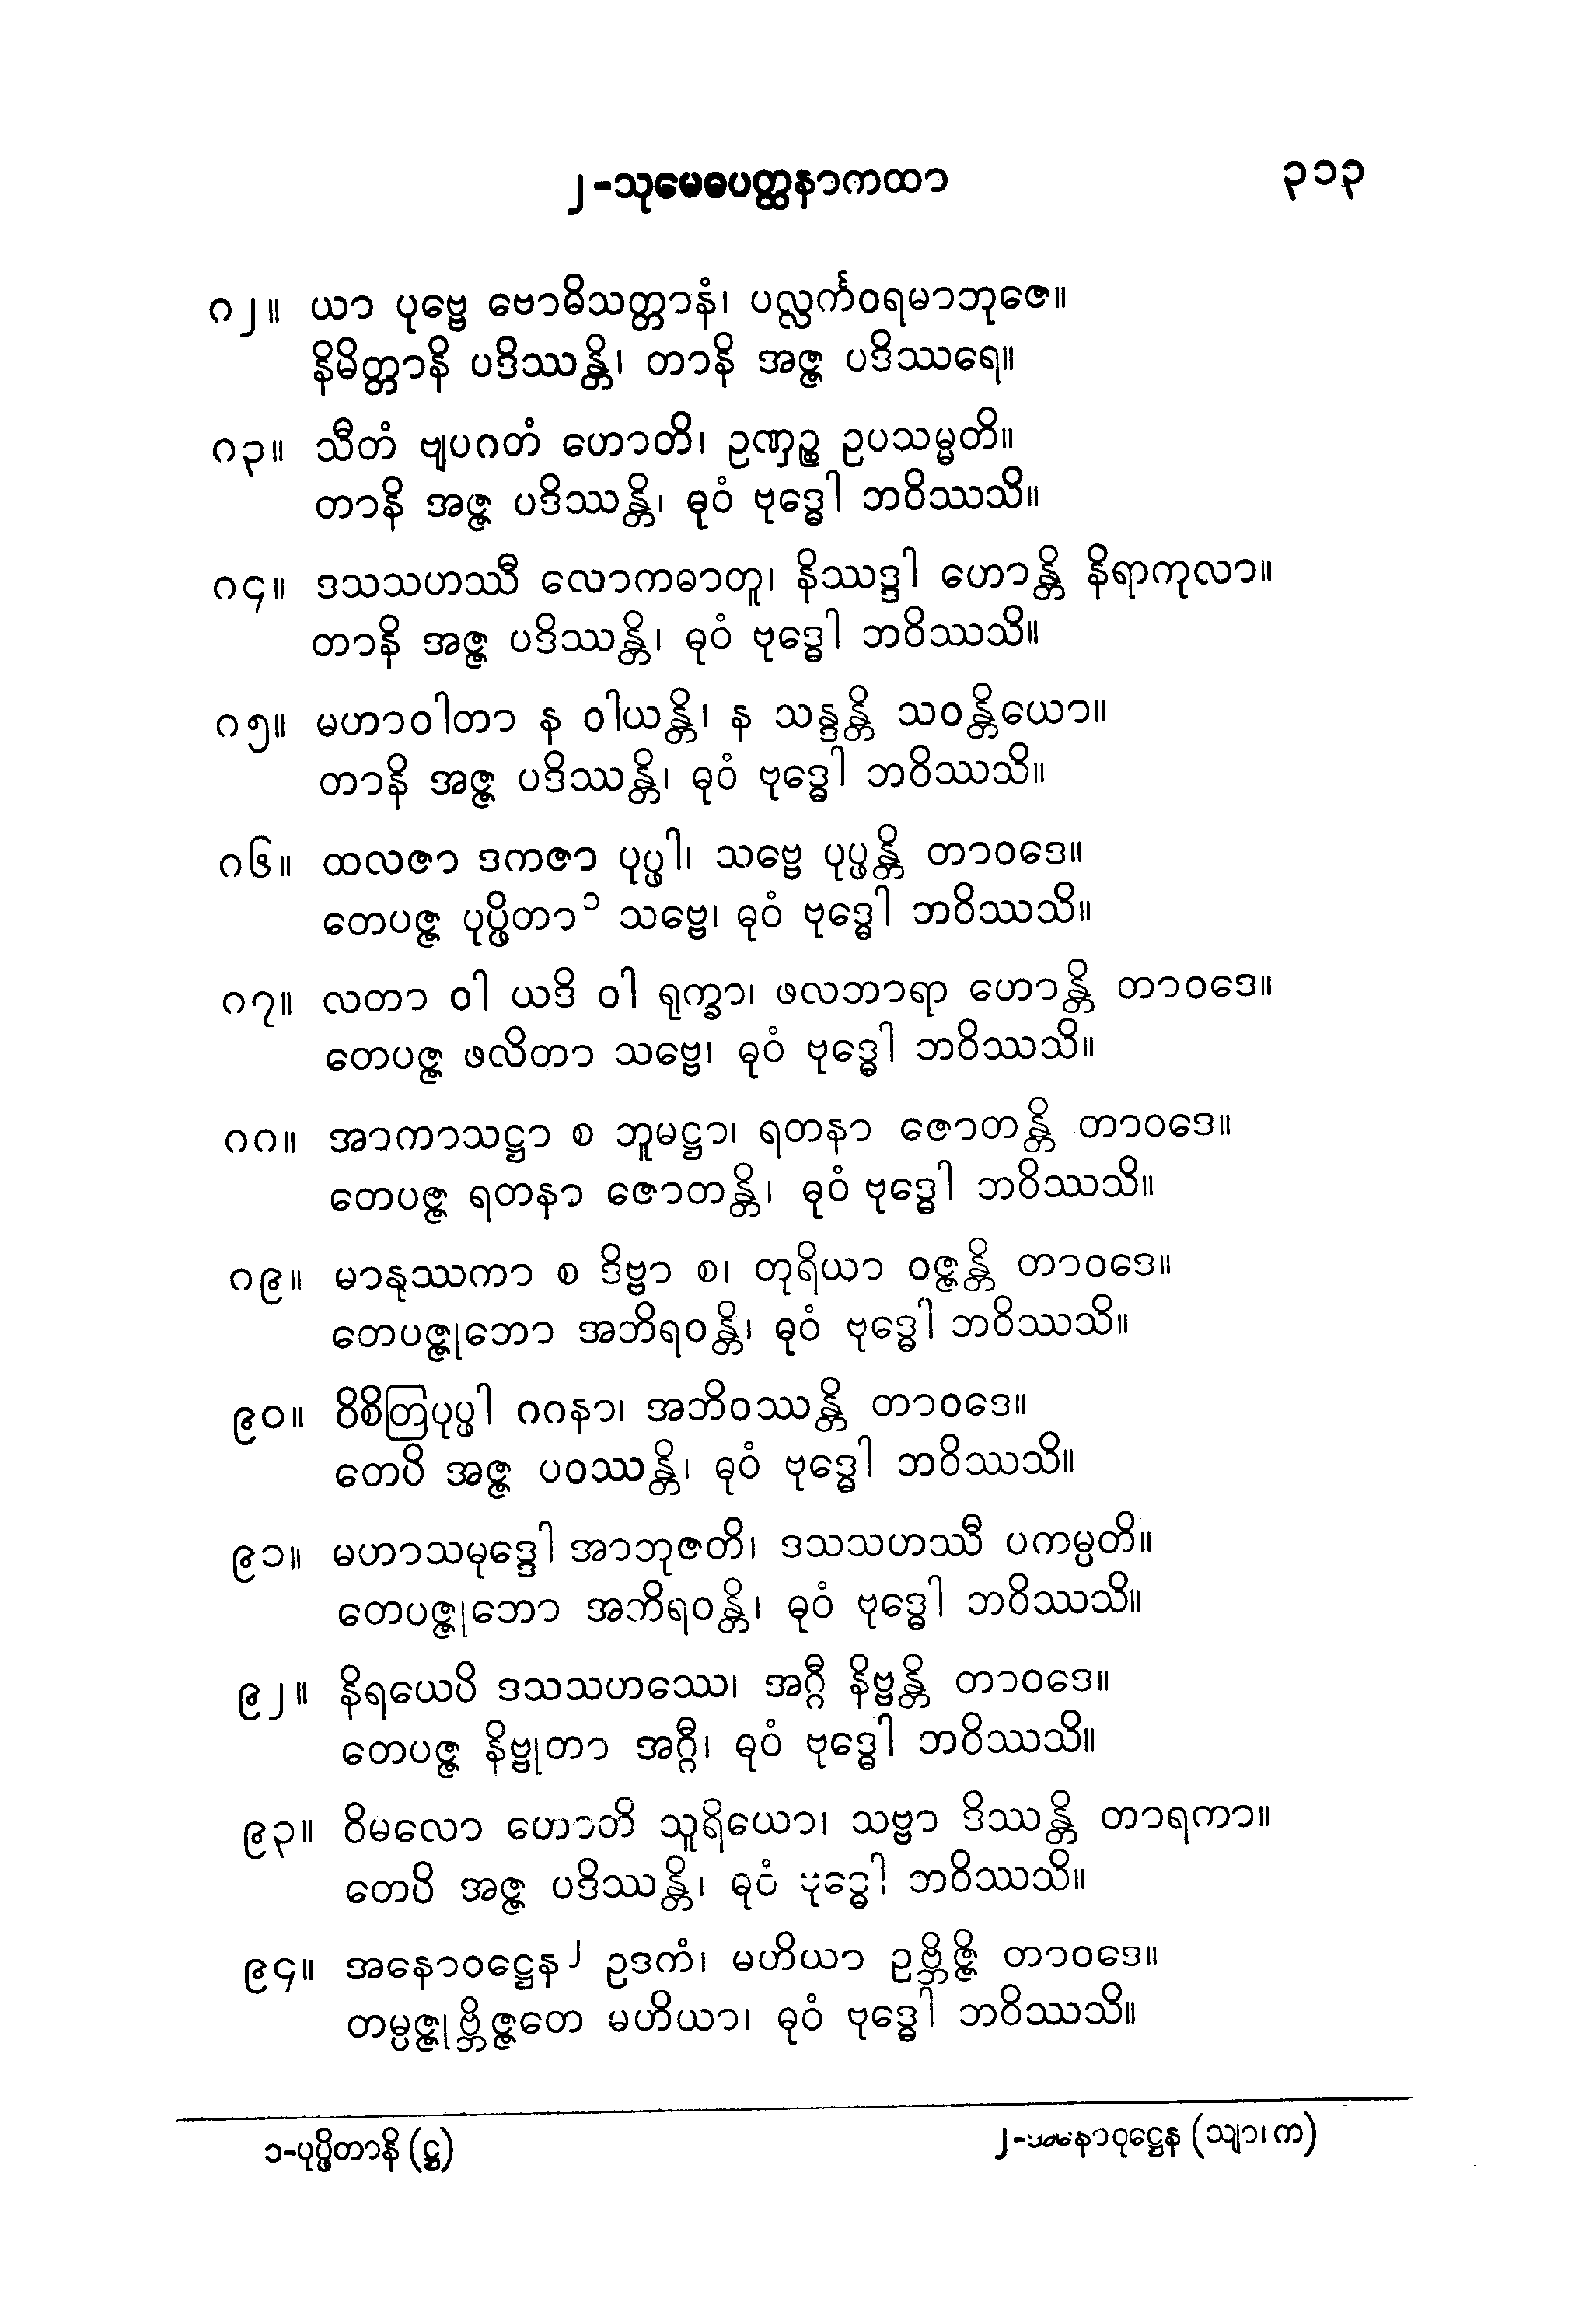 ၂-သုမေဓပတ္ထနာကထာ ၃၁၃
၈၂။ ယာ ပုဗ္ဗေ ဗောဓိသတ္တာနံ၊ ပလ္လင်္ကဝရမာဘုဇေ။
နိမိတ္တာနိ ပဒိဿန္တိ၊ တာနိ အဇ္ဇ ပဒိဿရေ။
၈၃။ သီတံ ဗျပဂတံ ဟောတိ၊ ဥဏှဉ္စ ဥပသမ္မတိ။
တာနိ အဇ္ဇ ပဒိဿန္တိ၊ ဓုဝံ ဗုဒ္ဓေါ ဘဝိဿသိ။
၈၄။ ဒသသဟဿီ လောကဓာတူ၊ နိဿဒ္ဒါ ဟောန္တိ နိရာကုလာ။
တာနိ အဇ္ဇ ပဒိဿန္တိ၊ ဓုဝံ ဗုဒ္ဓေါ ဘဝိဿသိ။
၈၅။ မဟာဝါတာ န ဝါယန္တိ၊ န သန္ဒန္တိ သဝန္တိယော။
တာနိ အဇ္ဇ ပဒိဿန္တိ၊ ဓုဝံ ဗုဒ္ဓေါ ဘဝိဿသိ။
၈၆။ ထလဇာ ဒကဇာ ပုပ္ဖါ၊ သဗ္ဗေ ပုပ္ဖန္တိ တာဝဒေ။
တေပဇ္ဇ ပုပ္ဖိတာ၁ သဗ္ဗေ၊ ဓုဝံ ဗုဒ္ဓေါ ဘဝိဿသိ။
၈၇။ လတာ ဝါ ယဒိ ဝါ ရုက္ခာ၊ ဖလဘာရာ ဟောန္တိ တာဝဒေ။
တေပဇ္ဇ ဖလိတာ သဗ္ဗေ၊ ဓုဝံ ဗုဒ္ဓေါ ဘဝိဿသိ။
၈၈။ အာကာသဋ္ဌာ စ ဘူမဋ္ဌာ၊ ရတနာ ဇောတန္တိ တာဝဒေ။
တေပဇ္ဇ ရတနာ ဇောတန္တိ၊ ဓုဝံ ဗုဒ္ဓေါ ဘဝိဿသိ။
၈၉။ မာနုဿကာ စ ဒိဗ္ဗာ စ၊ တုရိယာ ဝဇ္ဇန္တိ တာဝဒေ။
တေပဇ္ဇုဘော အဘိရဝန္တိ၊ ဓုဝံ ဗုဒ္ဓေါ ဘဝိဿသိ။
၉၀။ ဝိစိတြပုပ္ဖါ ဂဂနာ၊ အဘိဝဿန္တိ တာဝဒေ။
တေပိ အဇ္ဇ ပဝဿန္တိ၊ ဓုဝံ ဗုဒ္ဓေါ ဘဝိဿသိ။
၉၁။ မဟာသမုဒ္ဒေါ အာဘုဇတိ၊ ဒသသဟဿီ ပကမ္ပတိ။
တေပဇ္ဇုဘော အဘိရဝန္တိ၊ ဓုဝံ ဗုဒ္ဓေါ ဘဝိဿသိ။
၉၂။ နိရယေပိ ဒသသဟဿေ၊ အဂ္ဂီ နိဗ္ဗန္တိ တာဝဒေ။
တေပဇ္ဇ နိဗ္ဗုတာ အဂ္ဂီ၊ ဓုဝံ ဗုဒ္ဓေါ ဘဝိဿသိ။
၉၃။ ဝိမလော ဟောတိ သူရိယော၊ သဗ္ဗာ ဒိဿန္တိ တာရကာ။
တေပိ အဇ္ဇ ပဒိဿန္တိ၊ ဓုဝံ ဗုဒ္ဓေါ ဘဝိဿသိ။
၉၄။ အနောဝဋ္ဌေန၂ ဥဒကံ၊ မဟိယာ ဥဗ္ဘိဇ္ဇိ တာဝဒေ။
တမ္ပဇ္ဇုဗ္ဘိဇ္ဇတေ မဟိယာ၊ ဓုဝံ ဗုဒ္ဓေါ ဘဝိဿသိ။
၁-ပုပ္ဖိတာနိ (ဋ္ဌ) ၂-အနောဝုဋ္ဌေန (သျာ၊ က)